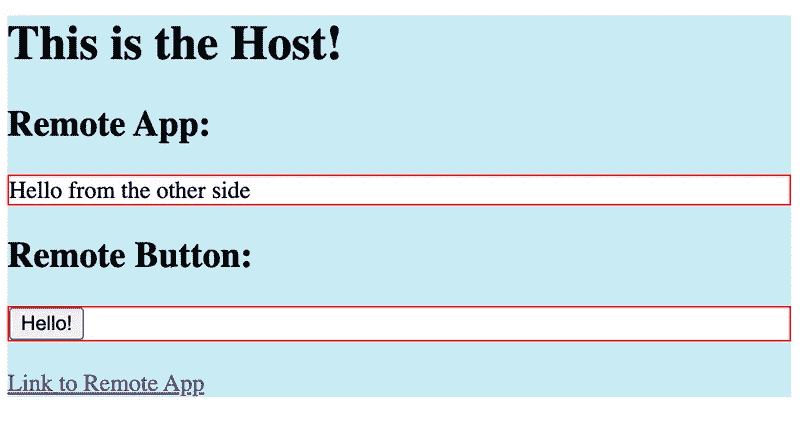 This is the Host!
Remote App:
Hello from the other side
Remote Button:
Hello!
Link to Remote App